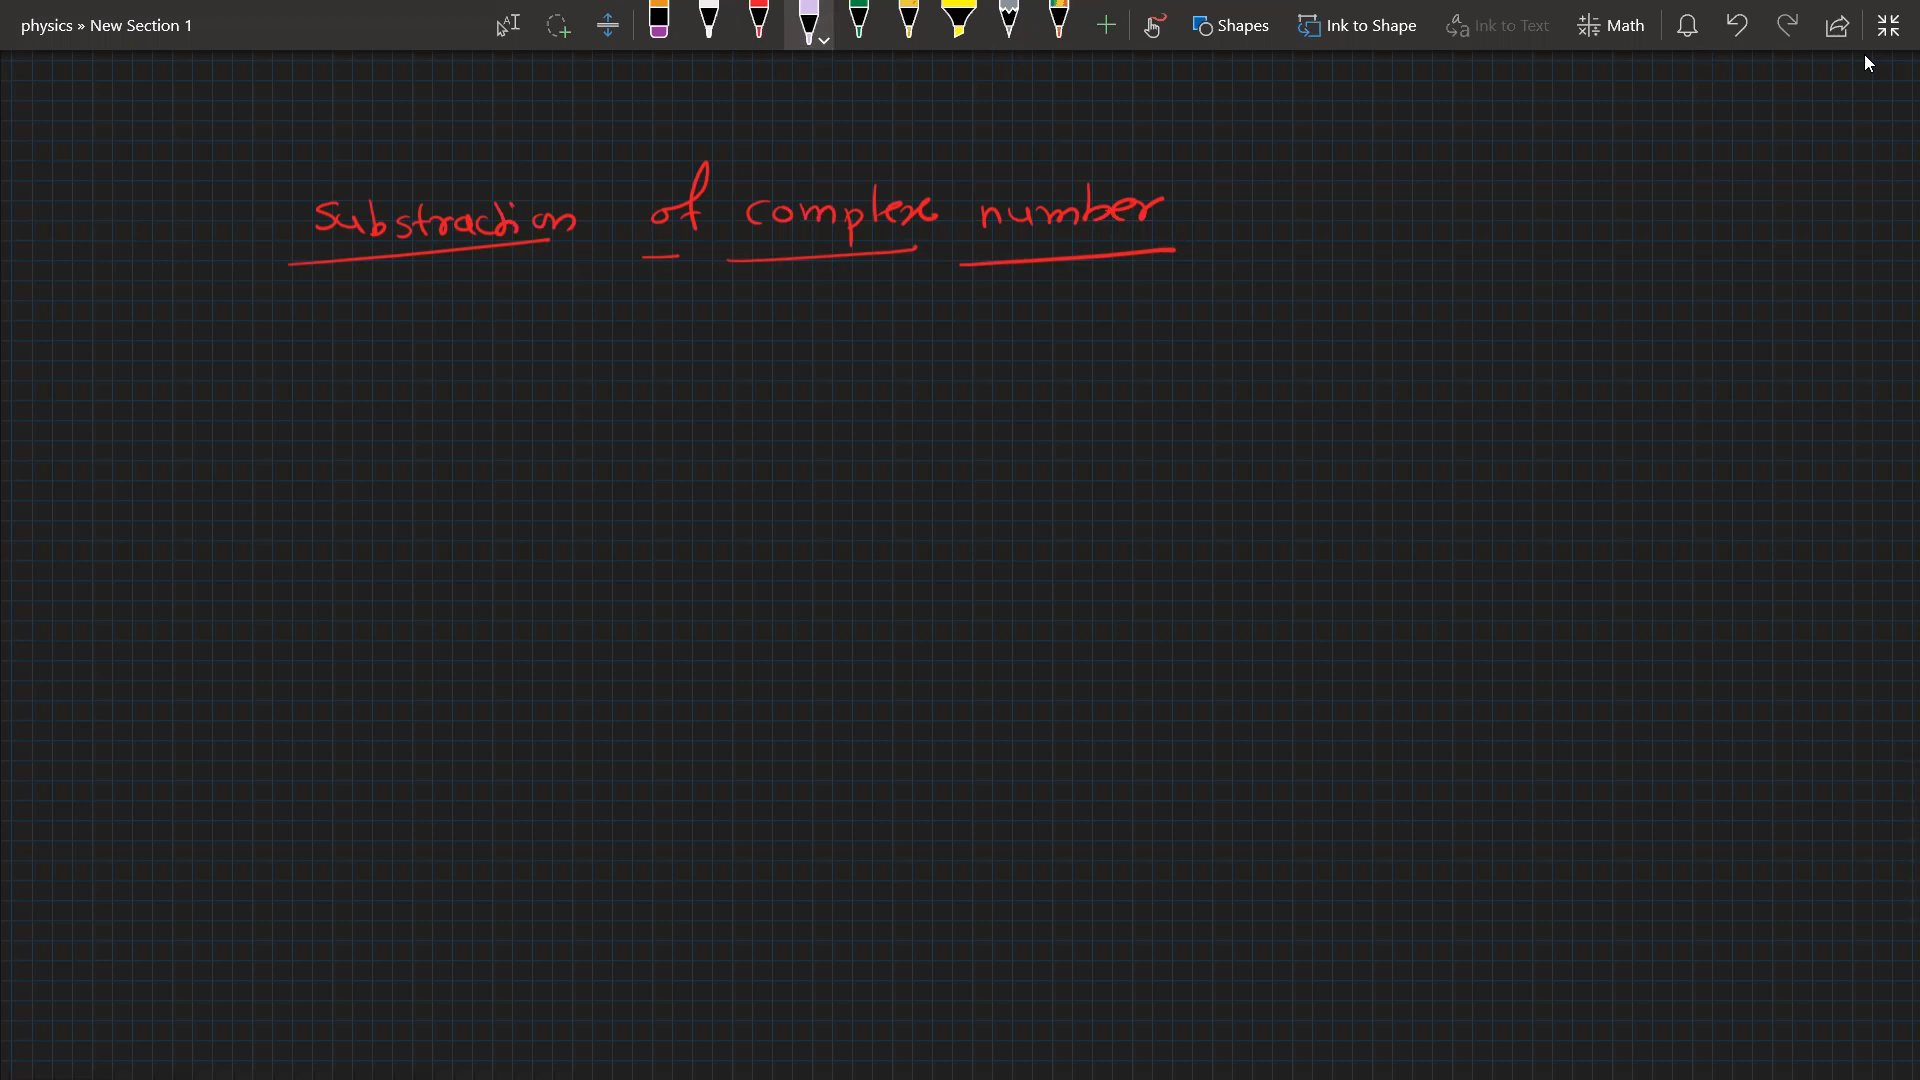 physics » New Section 1 Shapes Ink to Shape Ink to Text Math
Substraction of complex number